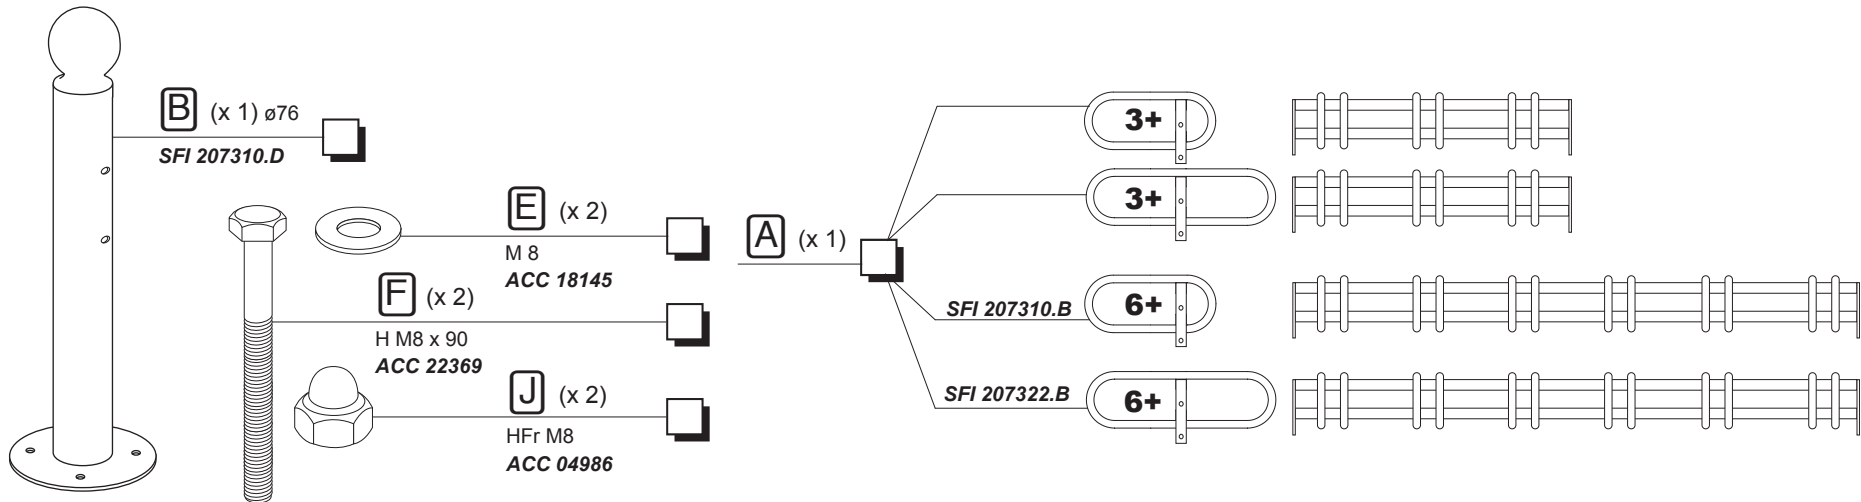 B (x 1) ø76
SFI 207310.D
E (x 2)
M 8
ACC 18145
F (x 2)
H M8 x 90
ACC 22369
J (x 2)
HFr M8
ACC 04986
A (x 1)
3+
3+
SFI 207310.B
6+
SFI 207322.B
6+